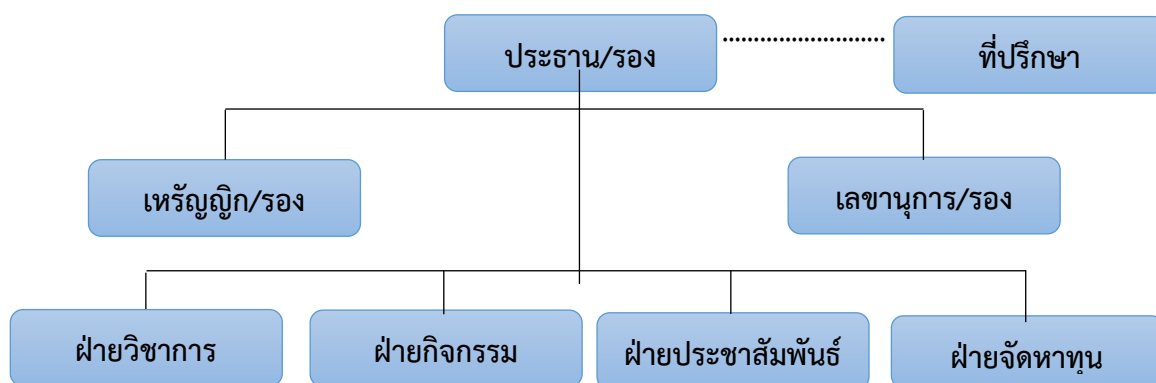 ประธาน/รอง
ที่ปรึกษา
เหรัญญิก/รอง
เลขานุการ/รอง
ฝ่ายวิชาการ
ฝ่ายกิจกรรม
ฝ่ายประชาสัมพันธ์
ฝ่ายจัดหาทุน